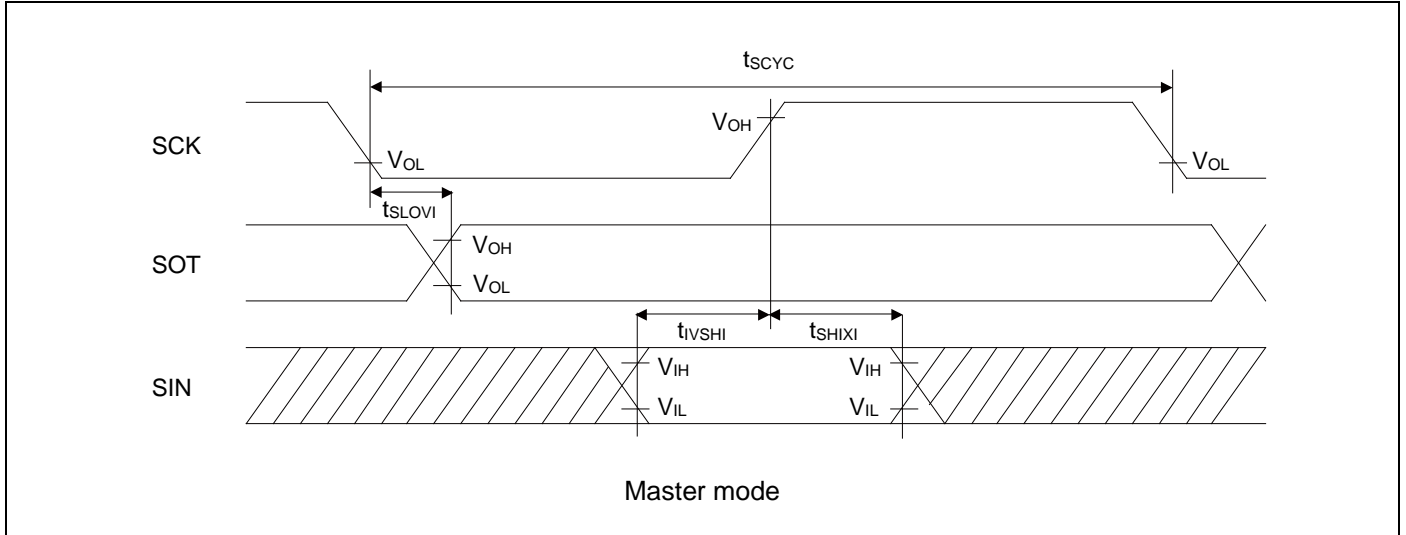 tSCYC
SCK
VOH
VOL
VOL
tSLOVI
SOT
VOH
VOL
tIVSHI
tSHIXI
SIN
VIH
VIH
VIL
VIL
Master mode